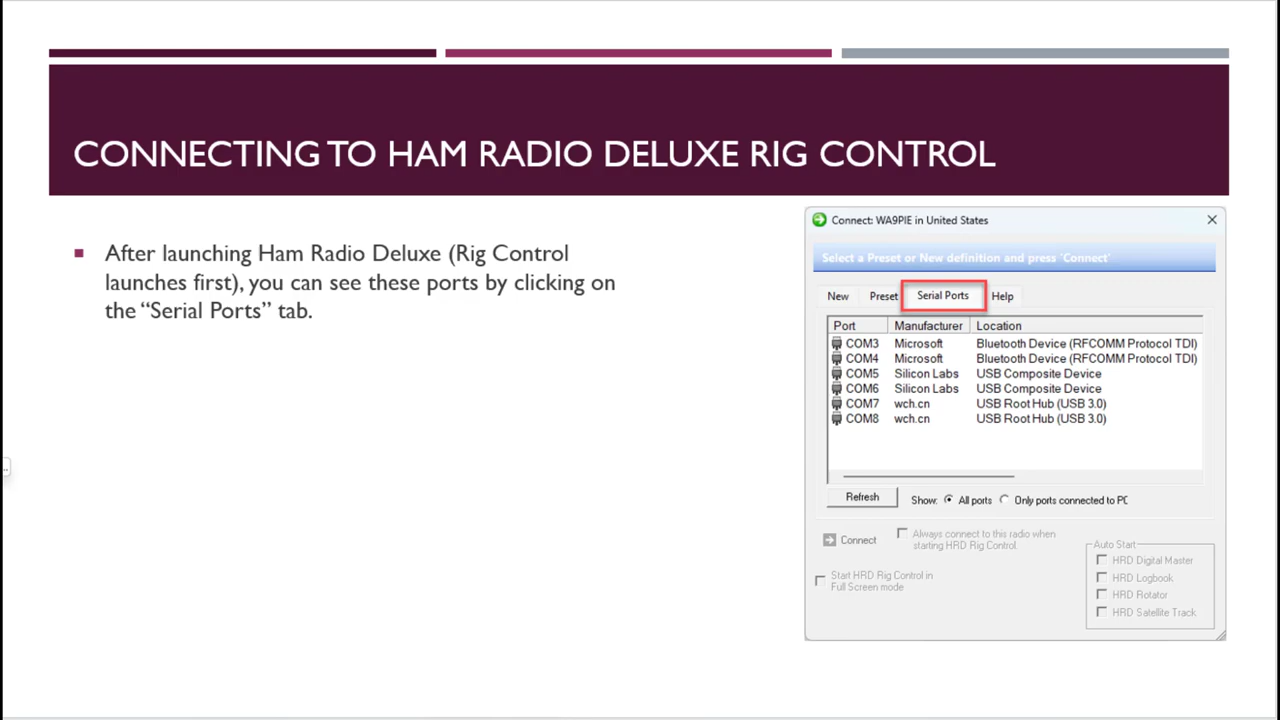 CONNECTING TO HAM RADIO DELUXE RIG CONTROL
After launching Ham Radio Deluxe (Rig Control
launches first), you can see these ports by clicking on
the “Serial Ports” tab.
Connect: WA9PIE in United States
Select a Preset or New definition and press 'Connect'
New Preset Serial Ports Help
Port Manufacturer Location
COM3 Microsoft Bluetooth Device (RFCOMM Protocol TDI)
COM4 Microsoft Bluetooth Device (RFCOMM Protocol TDI)
COM5 Silicon Labs USB Composite Device
COM6 Silicon Labs USB Composite Device
COM7 wch.cn USB Root Hub (USB 3.0)
COM8 wch.cn USB Root Hub (USB 3.0)
Refresh Show: All ports Only ports connected to PC
Connect
Always connect to this radio when
starting HRD Rig Control.
Start HRD Rig Control in
Full Screen mode
Auto Start
HRD Digital Master
HRD Logbook
HRD Rotator
HRD Satellite Track